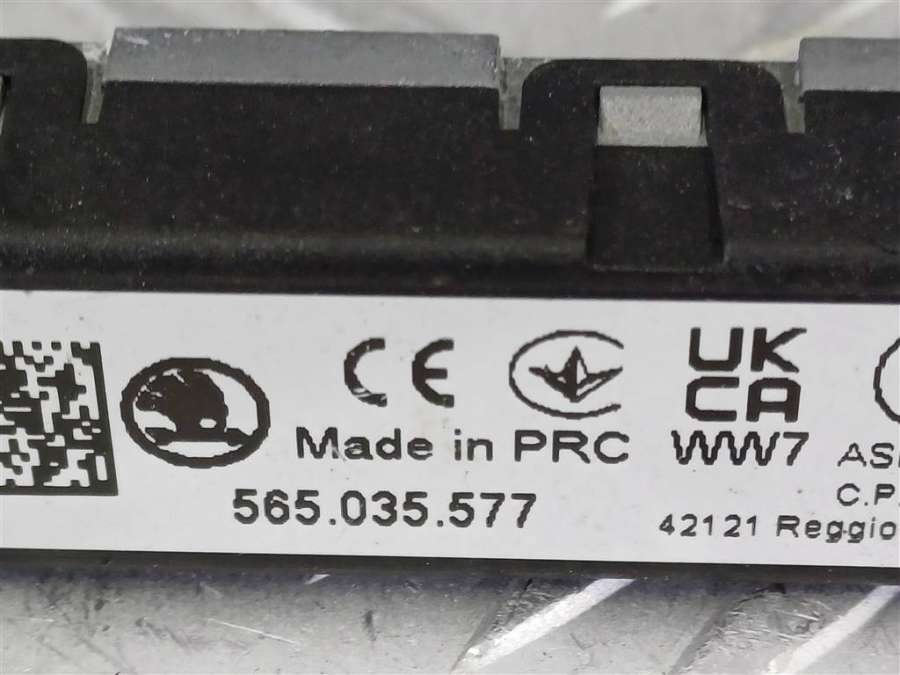 CE
UK
CA
Made in PRC
WW7
AS
565.035.577
C.P.
42121 Reggio